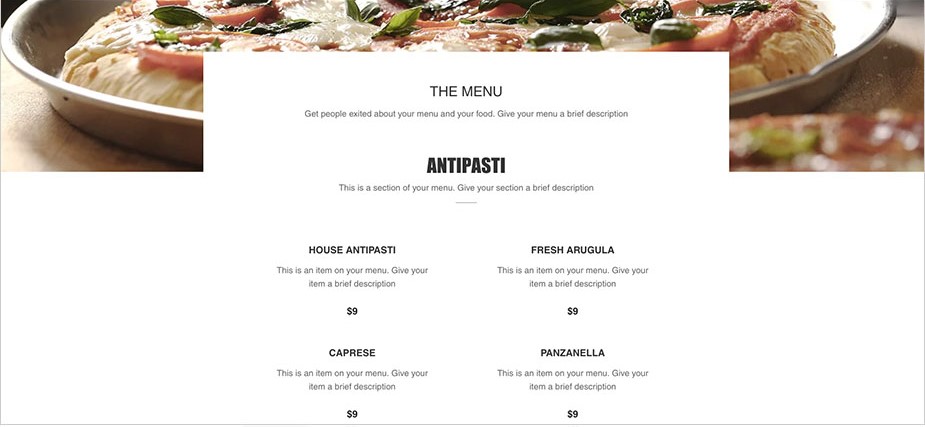 THE MENU
Get people exited about your menu and your food. Give your menu a brief description
ANTIPASTI
This is a section of your menu. Give your section a brief description
HOUSE ANTIPASTI
This is an item on your menu. Give your
item a brief description
$9
FRESH ARUGULA
This is an item on your menu. Give your
item a brief description
$9
CAPRESE
This is an item on your menu. Give your
item a brief description
$9
PANZANELLA
This is an item on your menu. Give your
item a brief description
$9